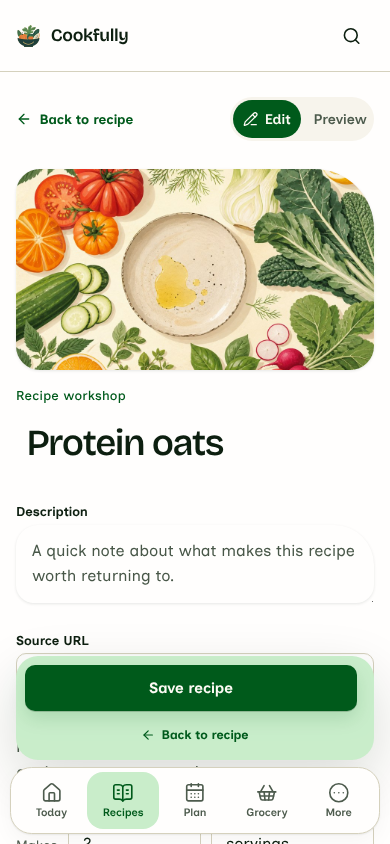 Cookfully
Back to recipe
Edit
Preview
Recipe workshop
Protein oats
Description
A quick note about what makes this recipe
worth returning to.
Source URL
Save recipe
Back to recipe
Today
Recipes
Plan
Grocery
More
Makes
2
servings